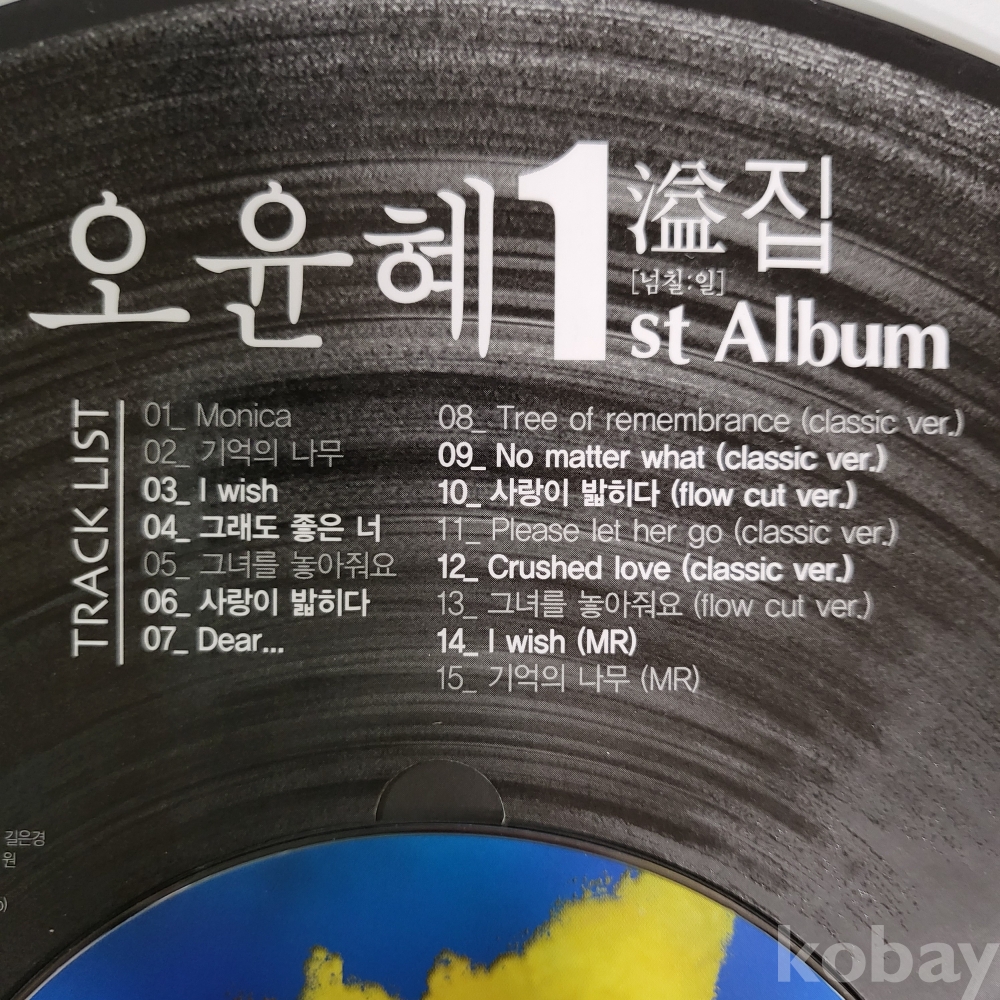 오윤혜 1 溢 집
[넘칠:일]
st Album
TRACK LIST
01_ Monica
02_ 기억의 나무
03_ I wish
04_ 그래도 좋은 너
05_ 그녀를 놓아줘요
06_ 사랑이 밟히다
07_ Dear...
08_ Tree of remembrance (classic ver.)
09_ No matter what (classic ver.)
10_ 사랑이 밟히다 (flow cut ver.)
11_ Please let her go (classic ver.)
12_ Crushed love (classic ver.)
13_ 그녀를 놓아줘요 (flow cut ver.)
14_ I wish (MR)
15_ 기억의 나무 (MR)
길은경
원
kobay